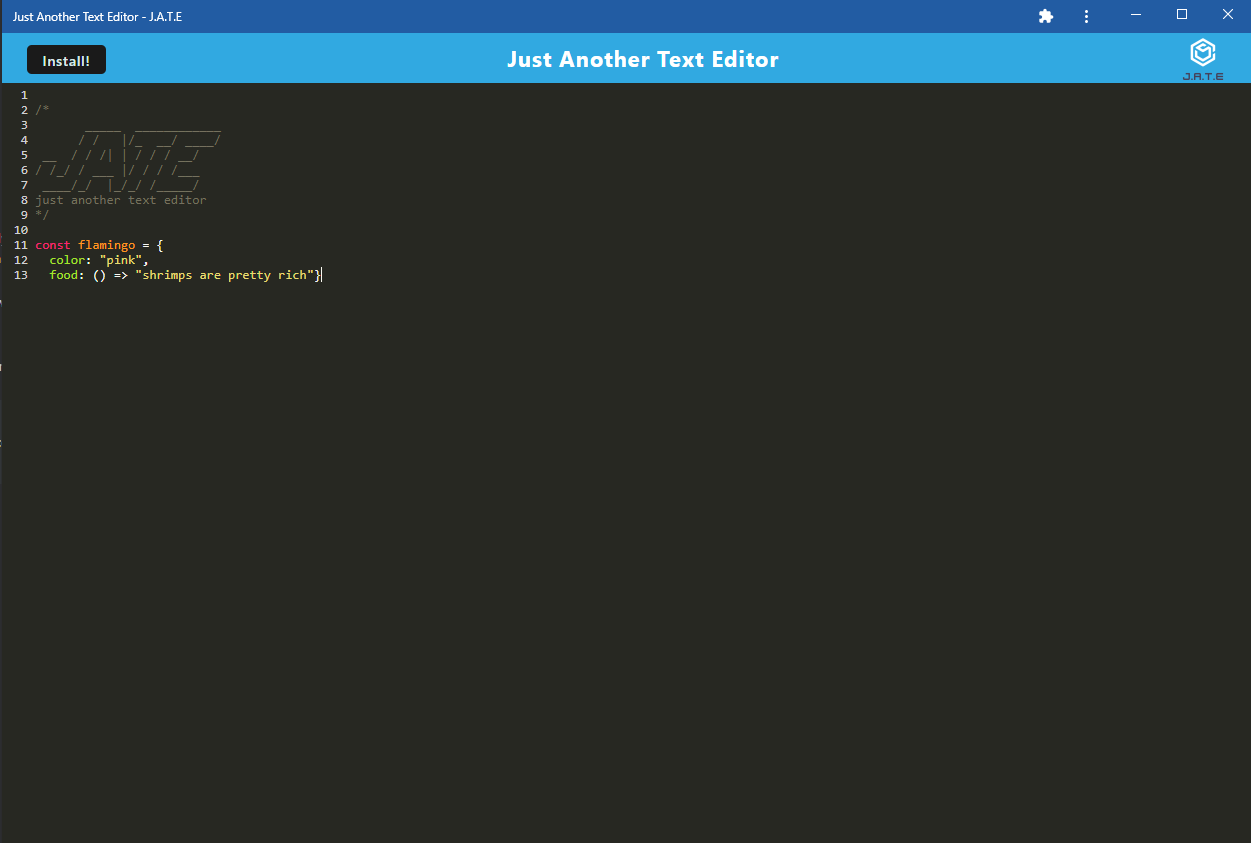 Just Another Text Editor - J.A.T.E
Install!
Just Another Text Editor
J.A.T.E
1
2 /*
3        _____  ____________
4       / /   |/_  __/ ____/
5  __  / / /| | / / / __/
6 / /_/ / ___ |/ / / /___
7  ____/_/  |_/_/ /_____/
8 just another text editor
9 */
10
11 const flamingo = {
12   color: "pink",
13   food: () => "shrimps are pretty rich"}